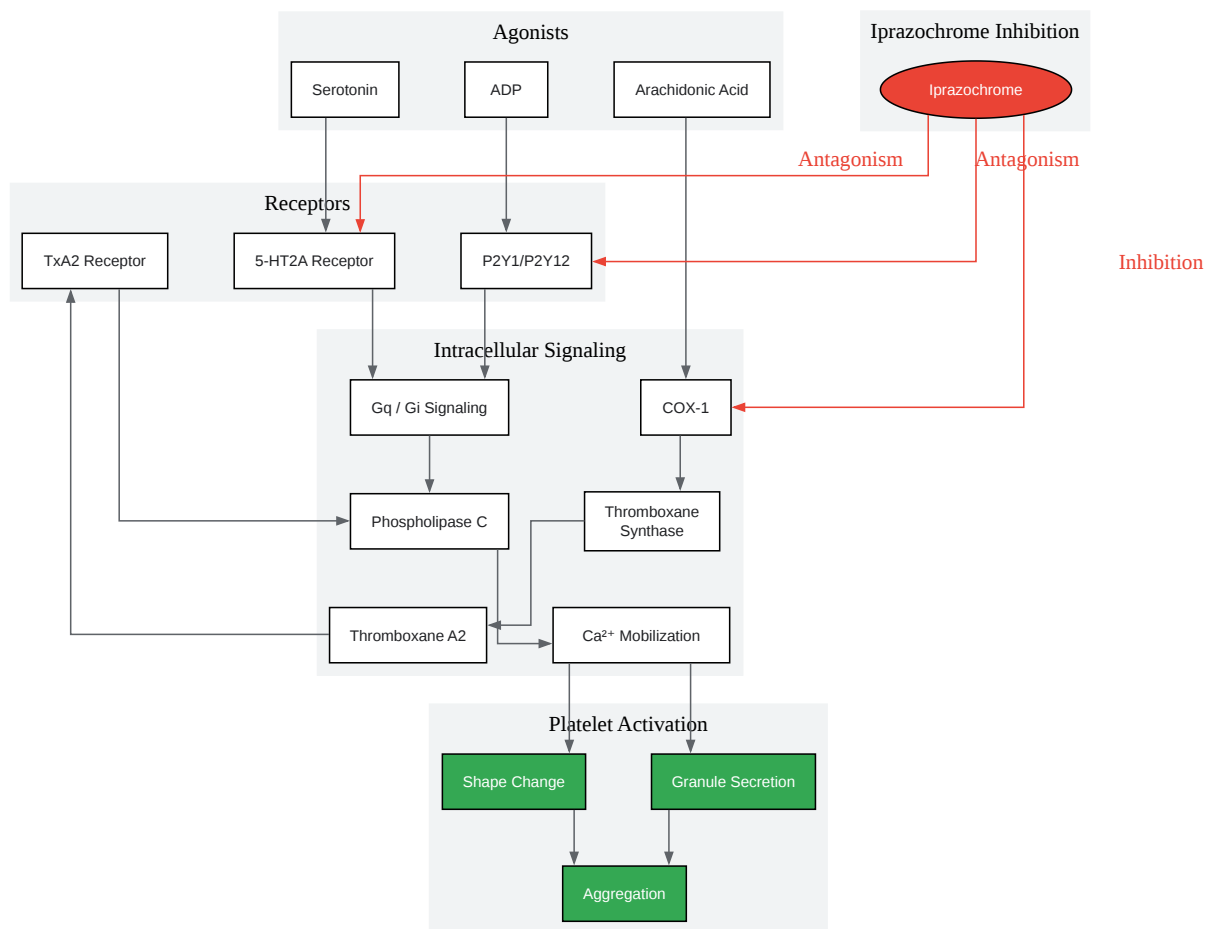 Agonists
Iprazochrome Inhibition
Serotonin
ADP
Arachidonic Acid
Iprazochrome
Antagonism
Antagonism
Receptors
TxA2 Receptor
5-HT2A Receptor
P2Y1/P2Y12
Inhibition
Intracellular Signaling
Gq / Gi Signaling
COX-1
Phospholipase C
Thromboxane
Synthase
Thromboxane A2
Ca²⁺ Mobilization
Platelet Activation
Shape Change
Granule Secretion
Aggregation